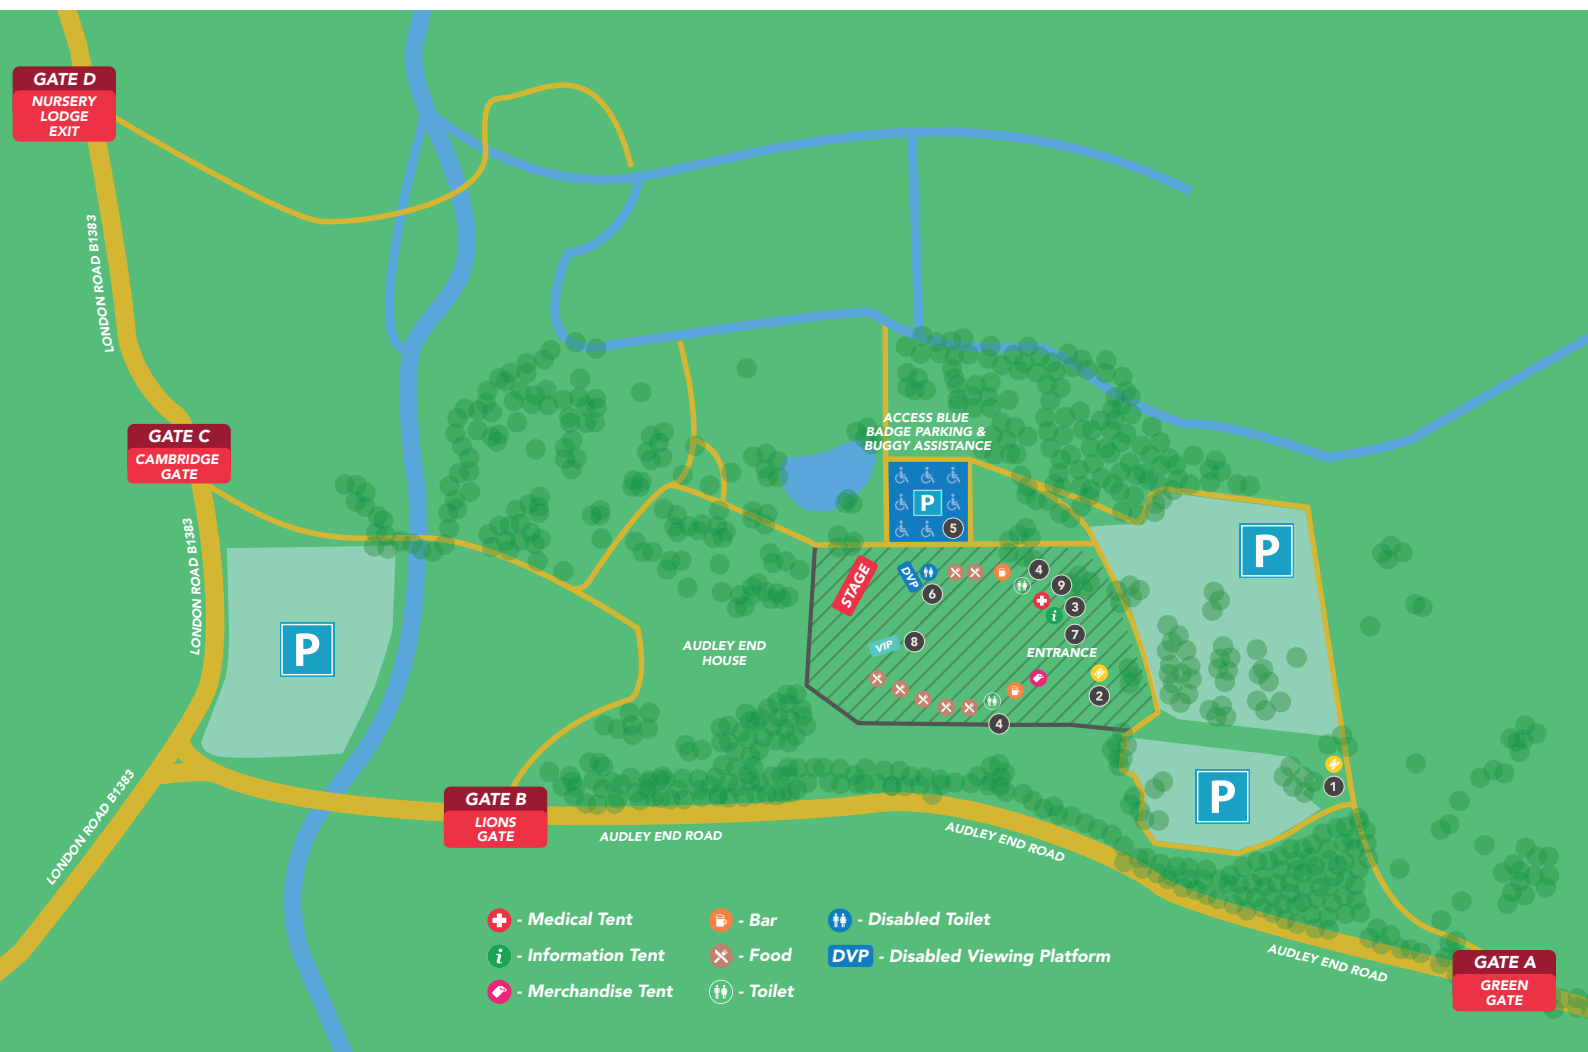 GATE D
NURSERY
LODGE
EXIT
LONDON ROAD B1383
GATE C
CAMBRIDGE
GATE
LONDON ROAD B1383
P
LONDON ROAD B1383
ACCESS BLUE
BADGE PARKING &
BUGGY ASSISTANCE
P
5
P
STAGE
DVP
6
4
9
3
i
7
VIP
8
ENTRANCE
2
4
AUDLEY END
HOUSE
P
1
GATE B
LIONS
GATE
AUDLEY END ROAD
AUDLEY END ROAD
AUDLEY END ROAD
GATE A
GREEN
GATE
- Medical Tent
i - Information Tent
- Merchandise Tent
- Bar
- Food
- Toilet
- Disabled Toilet
DVP - Disabled Viewing Platform